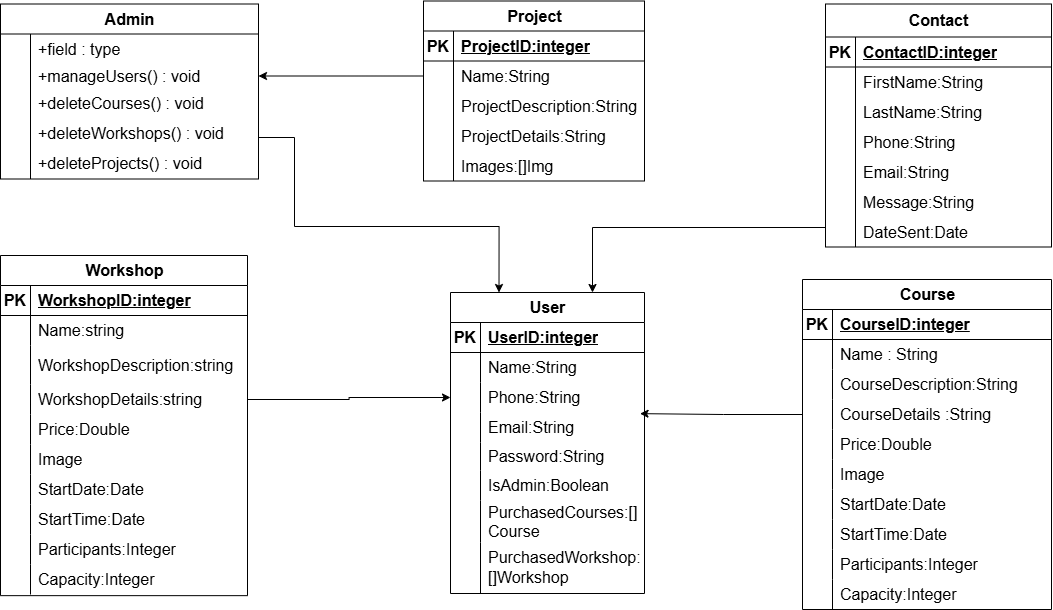 Admin
+field : type
+manageUsers() : void
+deleteCourses() : void
+deleteWorkshops() : void
+deleteProjects() : void
Project
PK ProjectID:integer
Name:String
ProjectDescription:String
ProjectDetails:String
Images:[]Img
Contact
PK ContactID:integer
FirstName:String
LastName:String
Phone:String
Email:String
Message:String
DateSent:Date
Workshop
PK WorkshopID:integer
Name:string
WorkshopDescription:string
WorkshopDetails:string
Price:Double
Image
StartDate:Date
StartTime:Date
Participants:Integer
Capacity:Integer
User
PK UserID:integer
Name:String
Phone:String
Email:String
Password:String
IsAdmin:Boolean
PurchasedCourses:[]
Course
PurchasedWorkshop:
[]Workshop
Course
PK CourseID:integer
Name : String
CourseDescription:String
CourseDetails :String
Price:Double
Image
StartDate:Date
StartTime:Date
Participants:Integer
Capacity:Integer